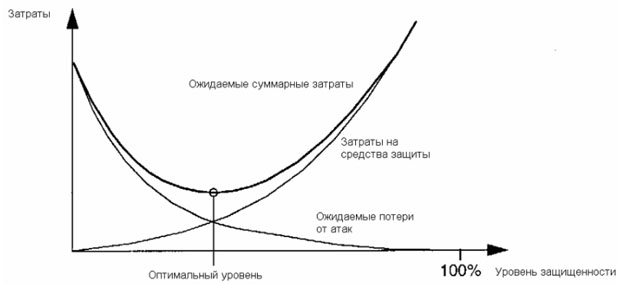 Затраты
Ожидаемые суммарные затраты
Затраты на
средства защиты
Ожидаемые потери
от атак
Оптимальный уровень
100%
Уровень защищенности